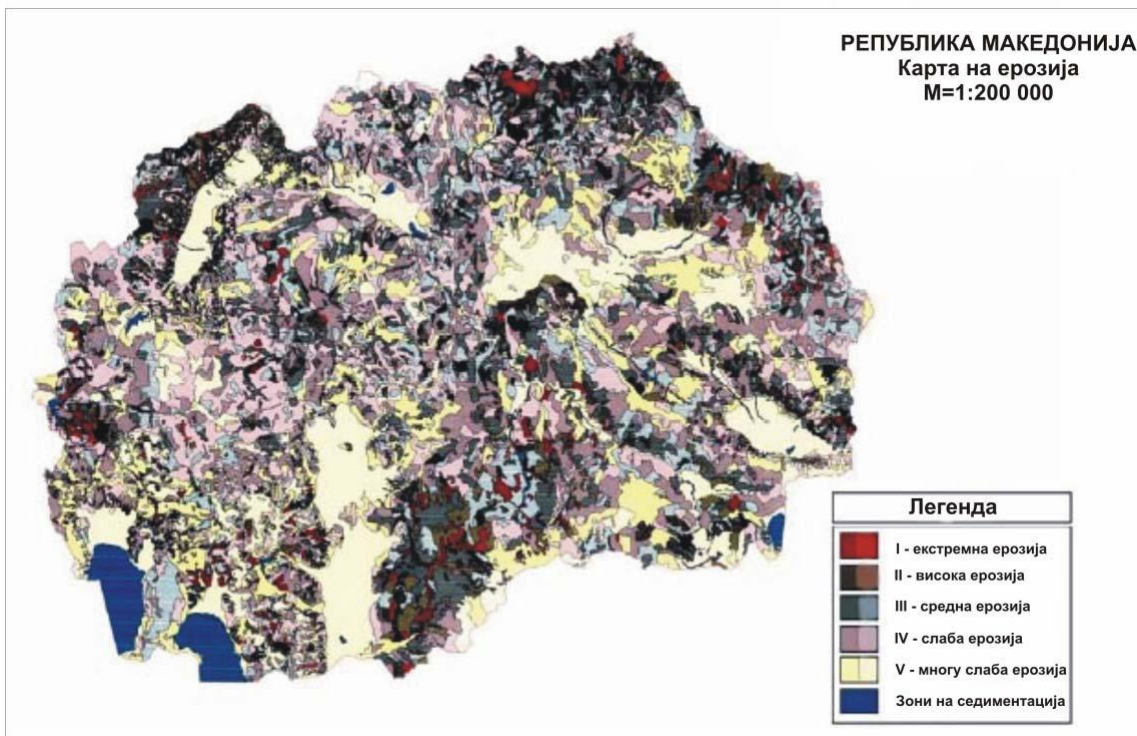 РЕПУБЛИКА МАКЕДОНИЈА
Карта на ерозија
М=1:200 000
Легенда
I - екстремна ерозија
II - висока ерозија
III - средна ерозија
IV - слаба ерозија
V - многу слаба ерозија
Зони на седиментација